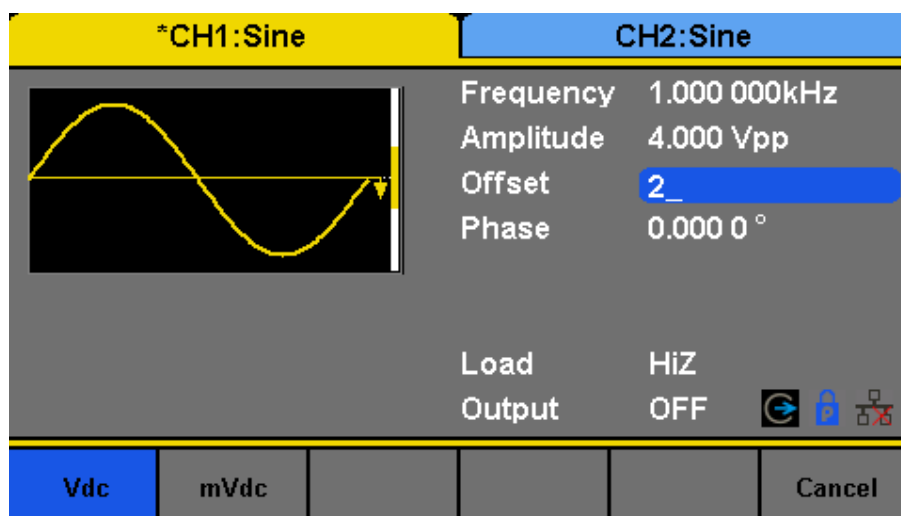 *CH1:Sine CH2:Sine
Frequency 1.000 000kHz
Amplitude 4.000 Vpp
Offset 2_
Phase 0.000 0 °
Load HiZ
Output OFF P
Vdc mVdc Cancel